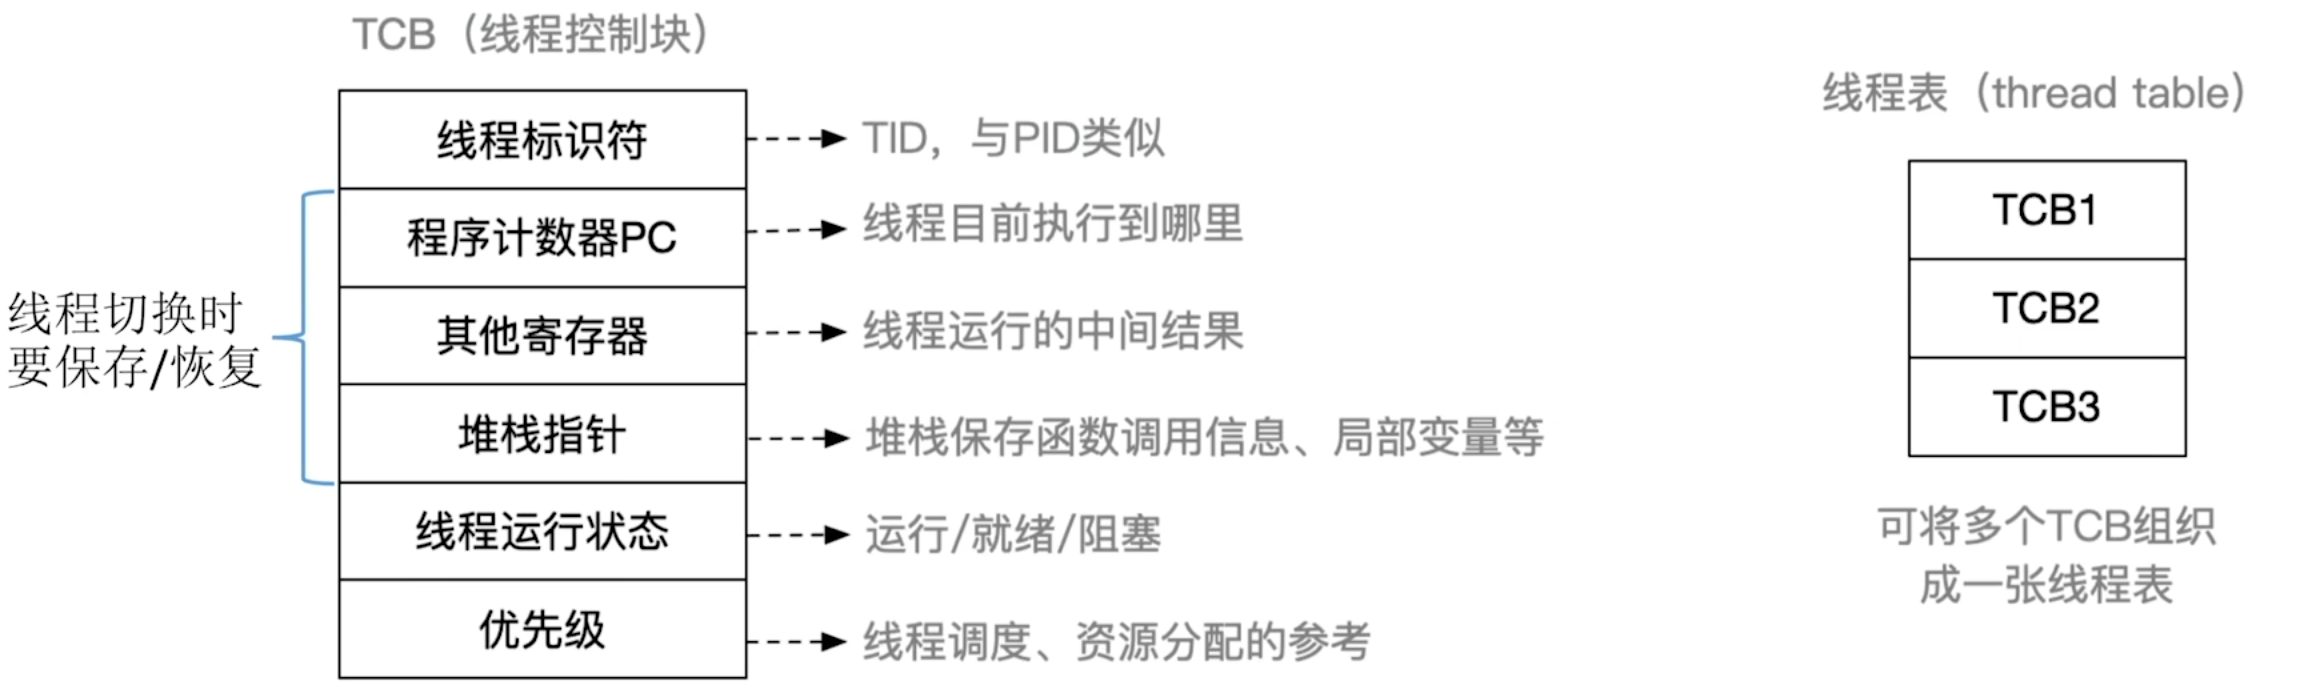 TCB（线程控制块）
线程标识符
TID，与PID类似
程序计数器PC
线程目前执行到哪里
其他寄存器
线程运行的中间结果
堆栈指针
堆栈保存函数调用信息、局部变量等
线程运行状态
运行/就绪/阻塞
优先级
线程调度、资源分配的参考
线程切换时
要保存/恢复
线程表（thread table）
TCB1
TCB2
TCB3
可将多个TCB组织
成一张线程表